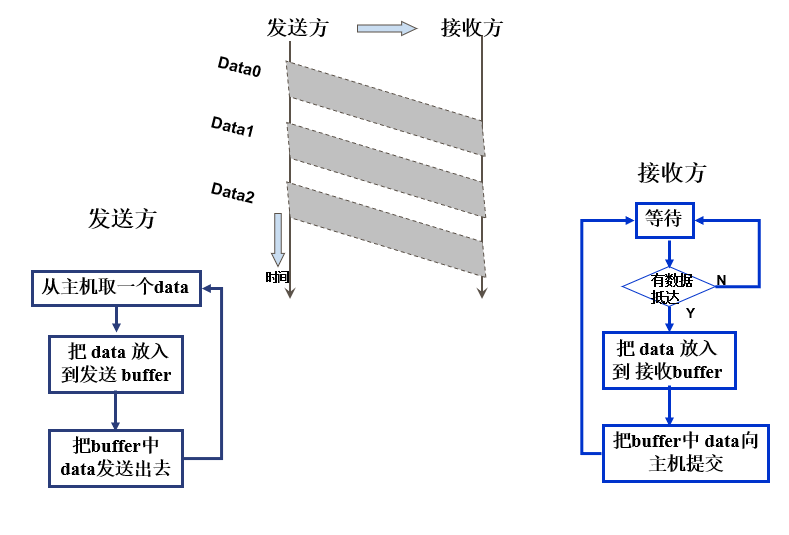 发送方
接收方
Data0
Data1
Data2
时间
发送方
从主机取一个data
把 data 放入
到发送 buffer
把buffer中
data发送出去
接收方
等待
有数据
抵达
N
Y
把 data 放入
到 接收buffer
把buffer中 data向
主机提交